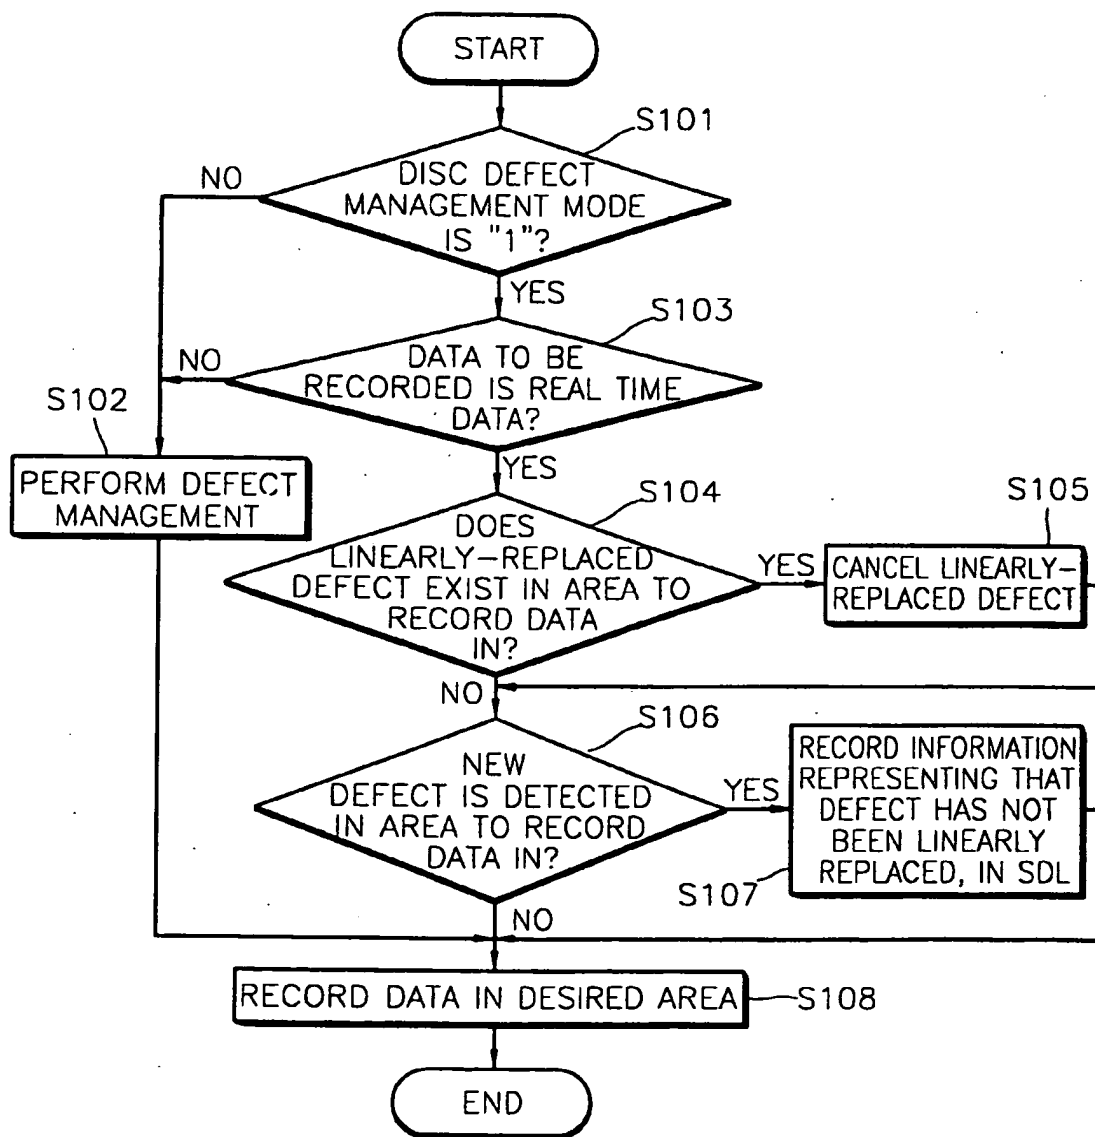 START
S101
DISC DEFECT
MANAGEMENT MODE
IS "1"?
NO
YES
S103
DATA TO BE
RECORDED IS REAL TIME
DATA?
NO
S102
PERFORM DEFECT
MANAGEMENT
YES
S104
DOES
LINEARLY-REPLACED
DEFECT EXIST IN AREA TO
RECORD DATA
IN?
YES
S105
CANCEL LINEARLY-
REPLACED DEFECT
NO
S106
NEW
DEFECT IS DETECTED
IN AREA TO RECORD
DATA IN?
YES
RECORD INFORMATION
REPRESENTING THAT
DEFECT HAS NOT
BEEN LINEARLY
REPLACED, IN SDL
S107
NO
RECORD DATA IN DESIRED AREA
S108
END